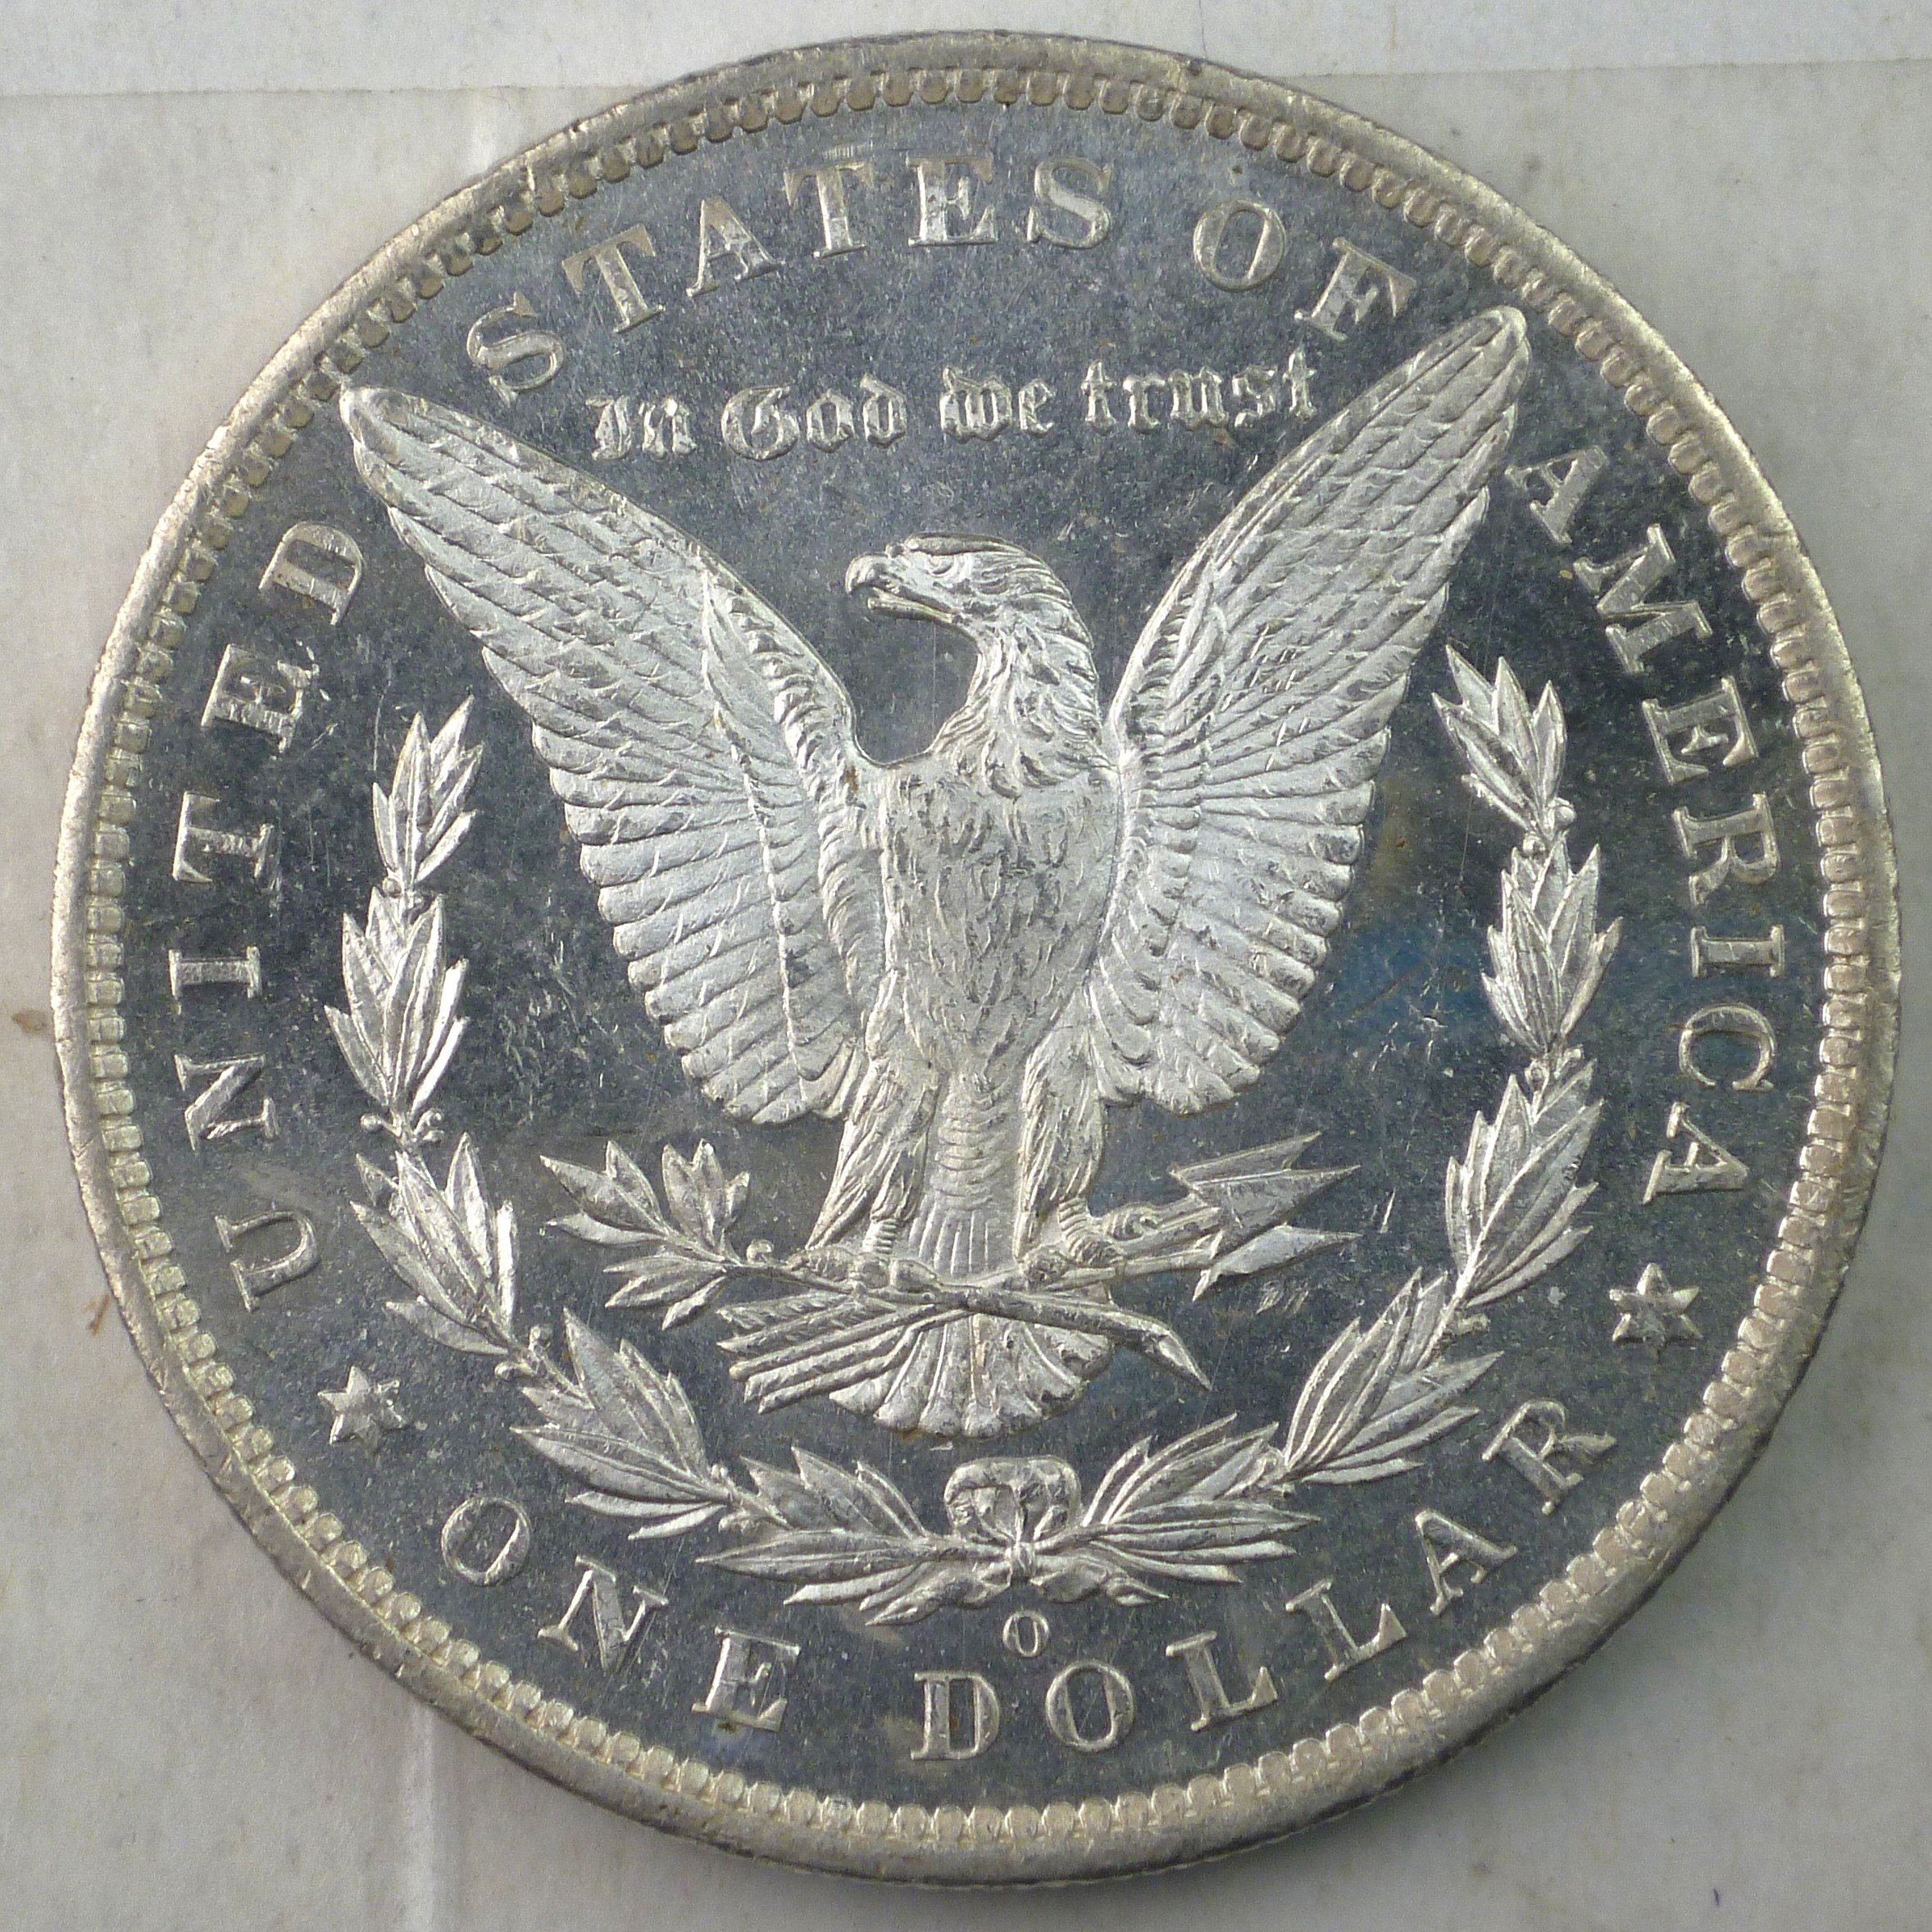 UNITED STATES OF AMERICA
In God we trust
O
ONE DOLLAR